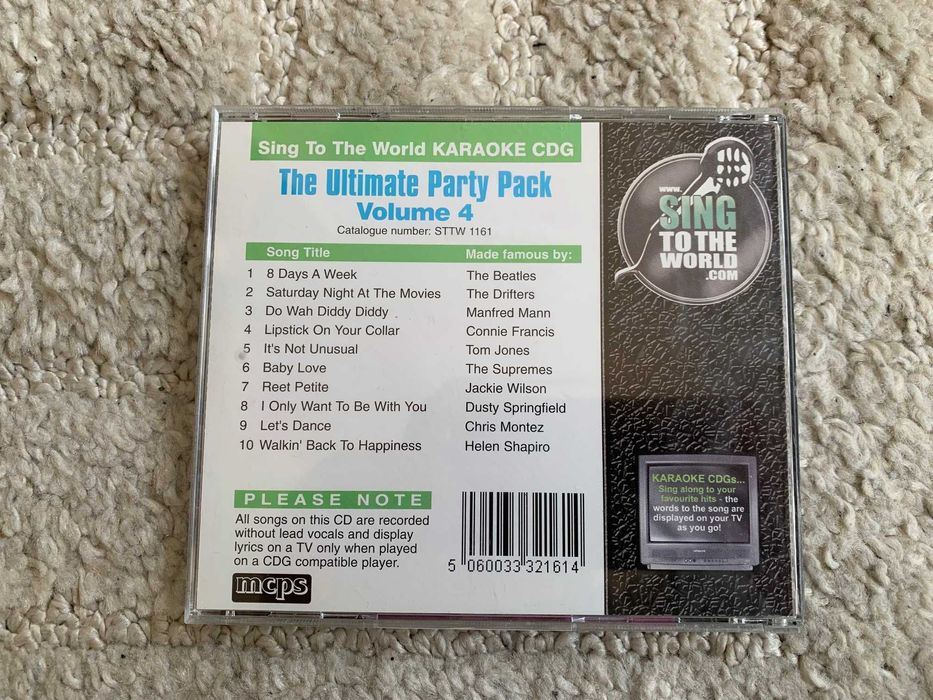 Sing To The World KARAOKE CDG
The Ultimate Party Pack
Volume 4
Catalogue number: STTW 1161
Song Title Made famous by:
1 8 Days A Week The Beatles
2 Saturday Night At The Movies The Drifters
3 Do Wah Diddy Diddy Manfred Mann
4 Lipstick On Your Collar Connie Francis
5 It's Not Unusual Tom Jones
6 Baby Love The Supremes
7 Reet Petite Jackie Wilson
8 I Only Want To Be With You Dusty Springfield
9 Let's Dance Chris Montez
10 Walkin' Back To Happiness Helen Shapiro
PLEASE NOTE
All songs on this CD are recorded
without lead vocals and display
lyrics on a TV only when played
on a CDG compatible player.
mcps
5 060033 321614
www.
SING
TO THE
WORLD
.COM
KARAOKE CDGs...
Sing along to your
favourite hits - the
words to the song are
displayed on your TV
as you go!